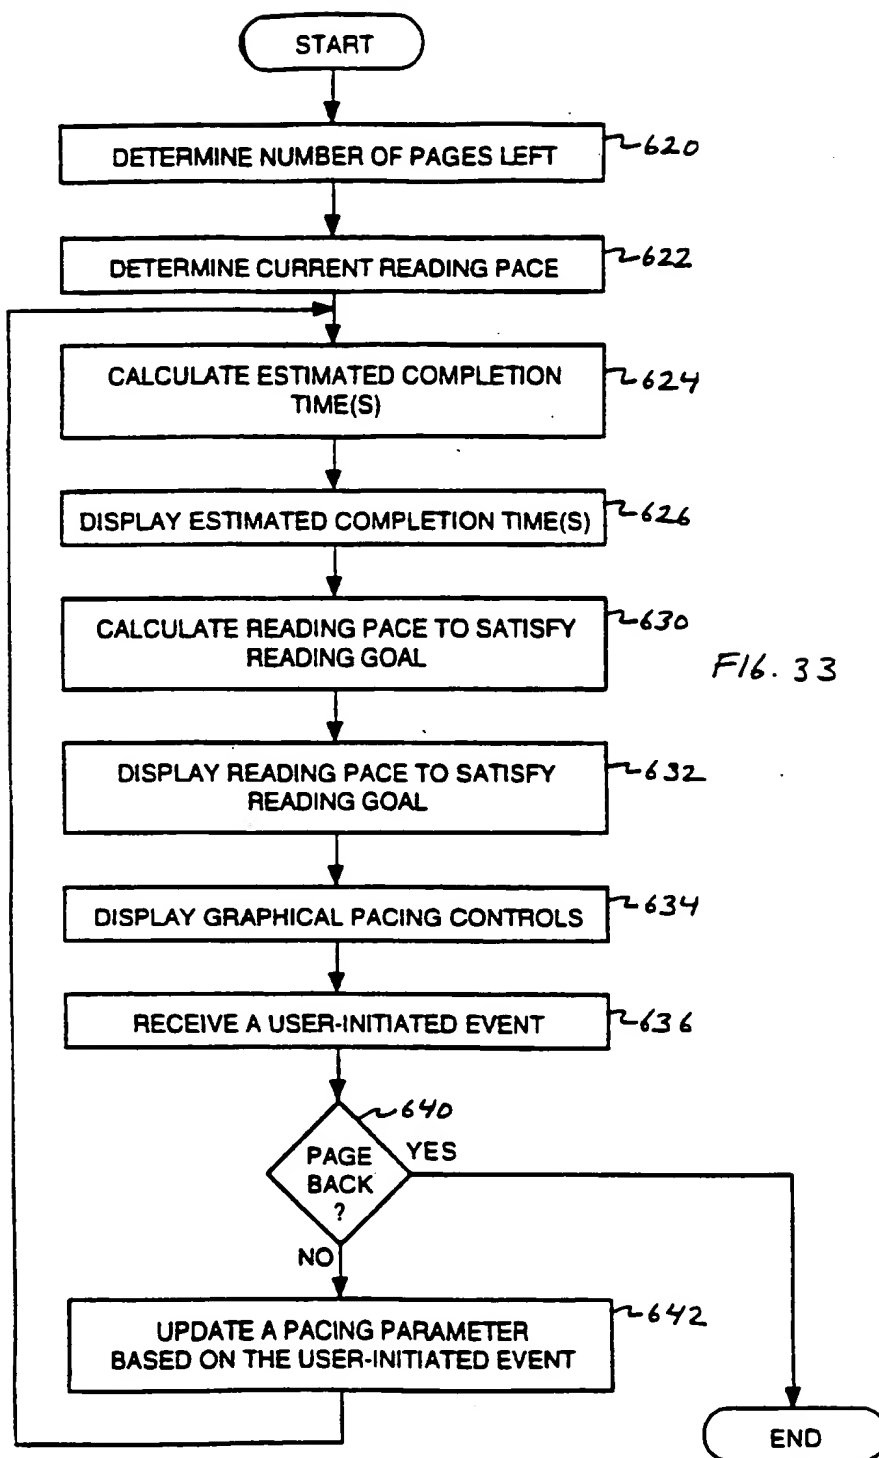 START
DETERMINE NUMBER OF PAGES LEFT
620
DETERMINE CURRENT READING PACE
622
CALCULATE ESTIMATED COMPLETION
TIME(S)
624
DISPLAY ESTIMATED COMPLETION TIME(S)
626
CALCULATE READING PACE TO SATISFY
READING GOAL
630
FIG. 33
DISPLAY READING PACE TO SATISFY
READING GOAL
632
DISPLAY GRAPHICAL PACING CONTROLS
634
RECEIVE A USER-INITIATED EVENT
636
640
PAGE
BACK
?
YES
NO
UPDATE A PACING PARAMETER
BASED ON THE USER-INITIATED EVENT
642
END